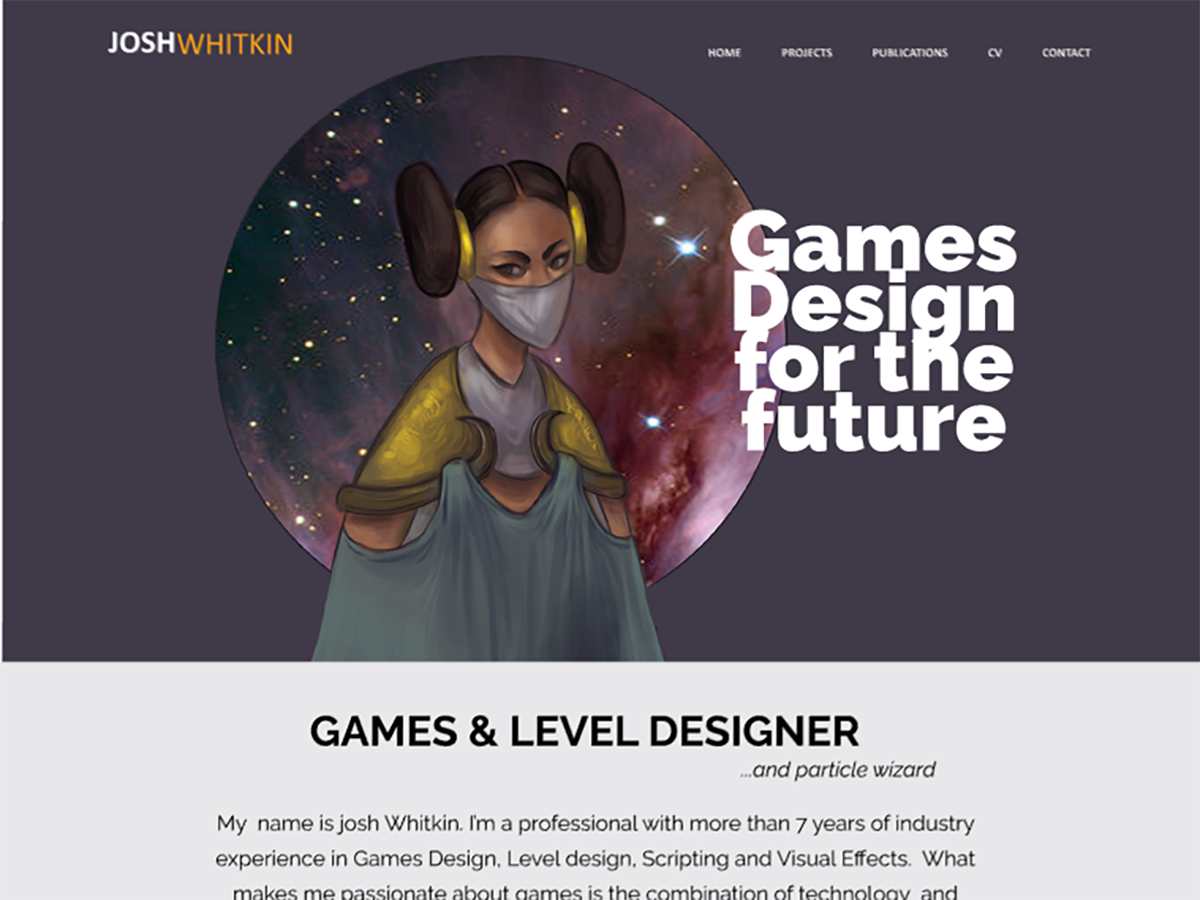 JOSHWHITKIN
HOME PROJECTS PUBLICATIONS CV CONTACT
Games
Design
for the
future
GAMES & LEVEL DESIGNER
...and particle wizard
My name is josh Whitkin. I'm a professional with more than 7 years of industry
experience in Games Design, Level design, Scripting and Visual Effects. What
makes me passionate about games is the combination of technology and